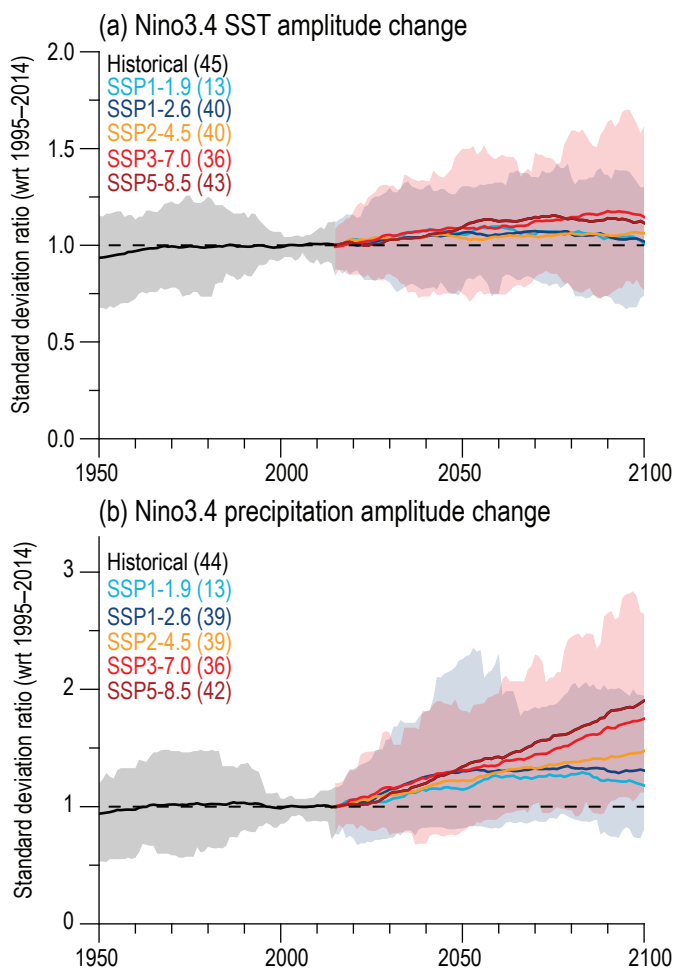 (a) Nino3.4 SST amplitude change
Standard deviation ratio (wrt 1995–2014)
2.0
1.5
1.0
0.5
0.0
Historical (45)
SSP1-1.9 (13)
SSP1-2.6 (40)
SSP2-4.5 (40)
SSP3-7.0 (36)
SSP5-8.5 (43)
1950 2000 2050 2100
(b) Nino3.4 precipitation amplitude change
Standard deviation ratio (wrt 1995–2014)
3
2
1
0
Historical (44)
SSP1-1.9 (13)
SSP1-2.6 (39)
SSP2-4.5 (39)
SSP3-7.0 (36)
SSP5-8.5 (42)
1950 2000 2050 2100